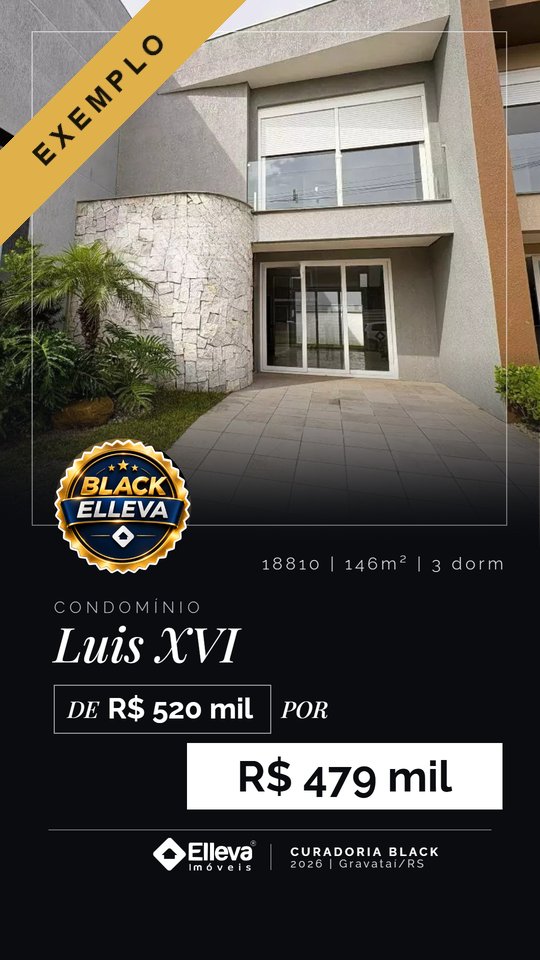 EXEMPLO
BLACK
ELLEVA
18810 | 146m² | 3 dorm
CONDOMÍNIO
Luis XVI
DE R$ 520 mil POR
R$ 479 mil
Elleva®
imóveis
CURADORIA BLACK
2026 | Gravataí/RS